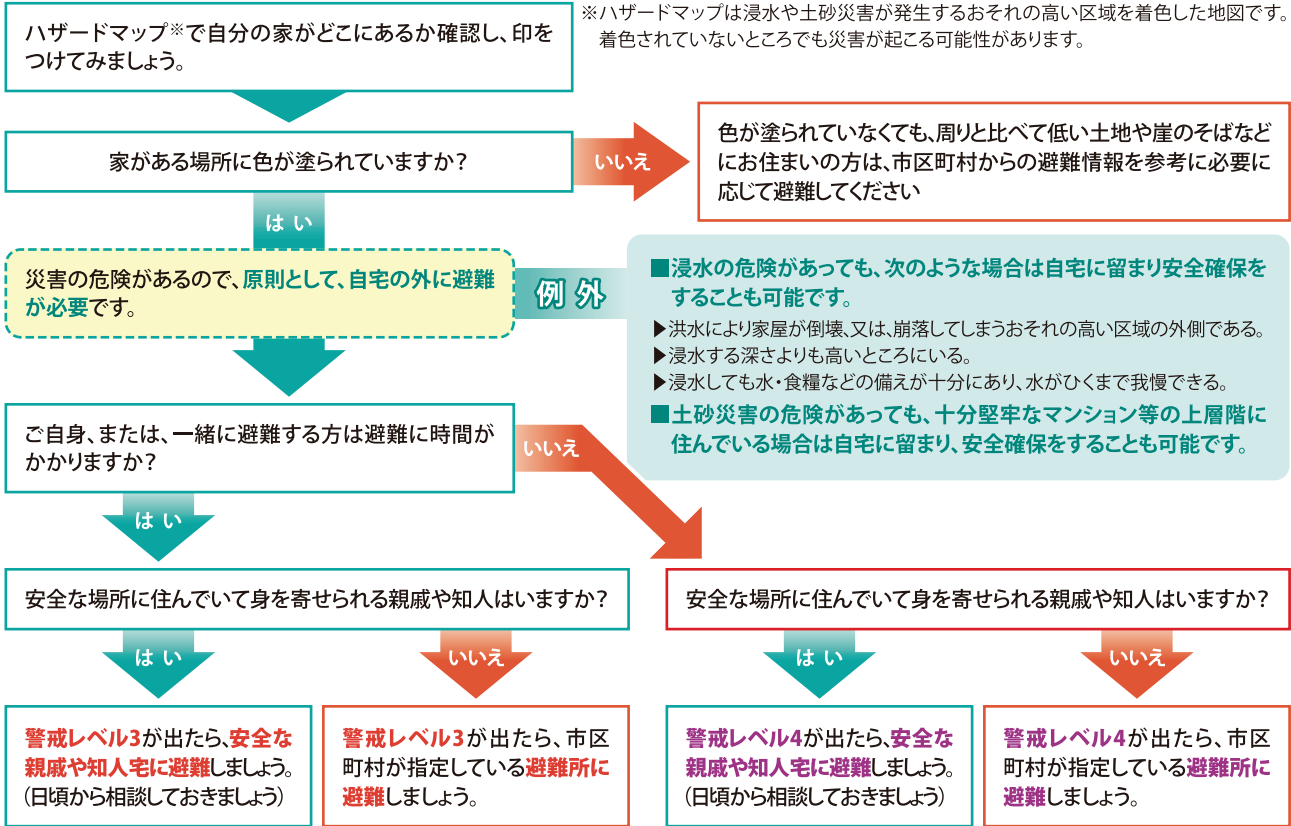 ハザードマップ※で自分の家がどこにあるか確認し、印を
つけてみましょう。
※ハザードマップは浸水や土砂災害が発生するおそれの高い区域を着色した地図です。
着色されていないところでも災害が起こる可能性があります。
家がある場所に色が塗られていますか？
いいえ
色が塗られていなくても、周りと比べて低い土地や崖のそばなど
にお住まいの方は、市区町村からの避難情報を参考に必要に
応じて避難してください
はい
災害の危険があるので、原則として、自宅の外に避難
が必要です。
例外
■浸水の危険があっても、次のような場合は自宅に留まり安全確保を
することも可能です。
▶洪水により家屋が倒壊、又は、崩落してしまうおそれの高い区域の外側である。
▶浸水する深さよりも高いところにいる。
▶浸水しても水・食糧などの備えが十分にあり、水がひくまで我慢できる。
■土砂災害の危険があっても、十分堅牢なマンション等の上層階に
住んでいる場合は自宅に留まり、安全確保をすることも可能です。
ご自身、または、一緒に避難する方は避難に時間が
かかりますか？
いいえ
はい
安全な場所に住んでいて身を寄せられる親戚や知人はいますか？
はい
いいえ
警戒レベル3が出たら、安全な
親戚や知人宅に避難しましょう。
（日頃から相談しておきましょう）
警戒レベル3が出たら、市区
町村が指定している避難所に
避難しましょう。
安全な場所に住んでいて身を寄せられる親戚や知人はいますか？
はい
いいえ
警戒レベル4が出たら、安全な
親戚や知人宅に避難しましょう。
（日頃から相談しておきましょう）
警戒レベル4が出たら、市区
町村が指定している避難所に
避難しましょう。